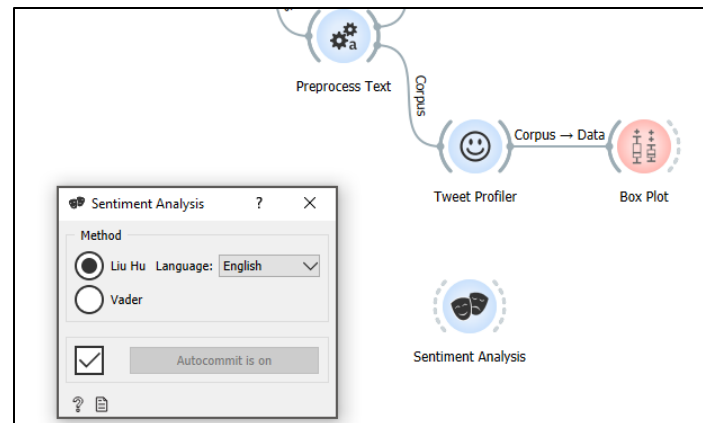 a
Preprocess Text
Corpus
Corpus → Data
Tweet Profiler
Box Plot
Sentiment Analysis ?
Method
Liu Hu Language: English
Vader
Autocommit is on
?
Sentiment Analysis